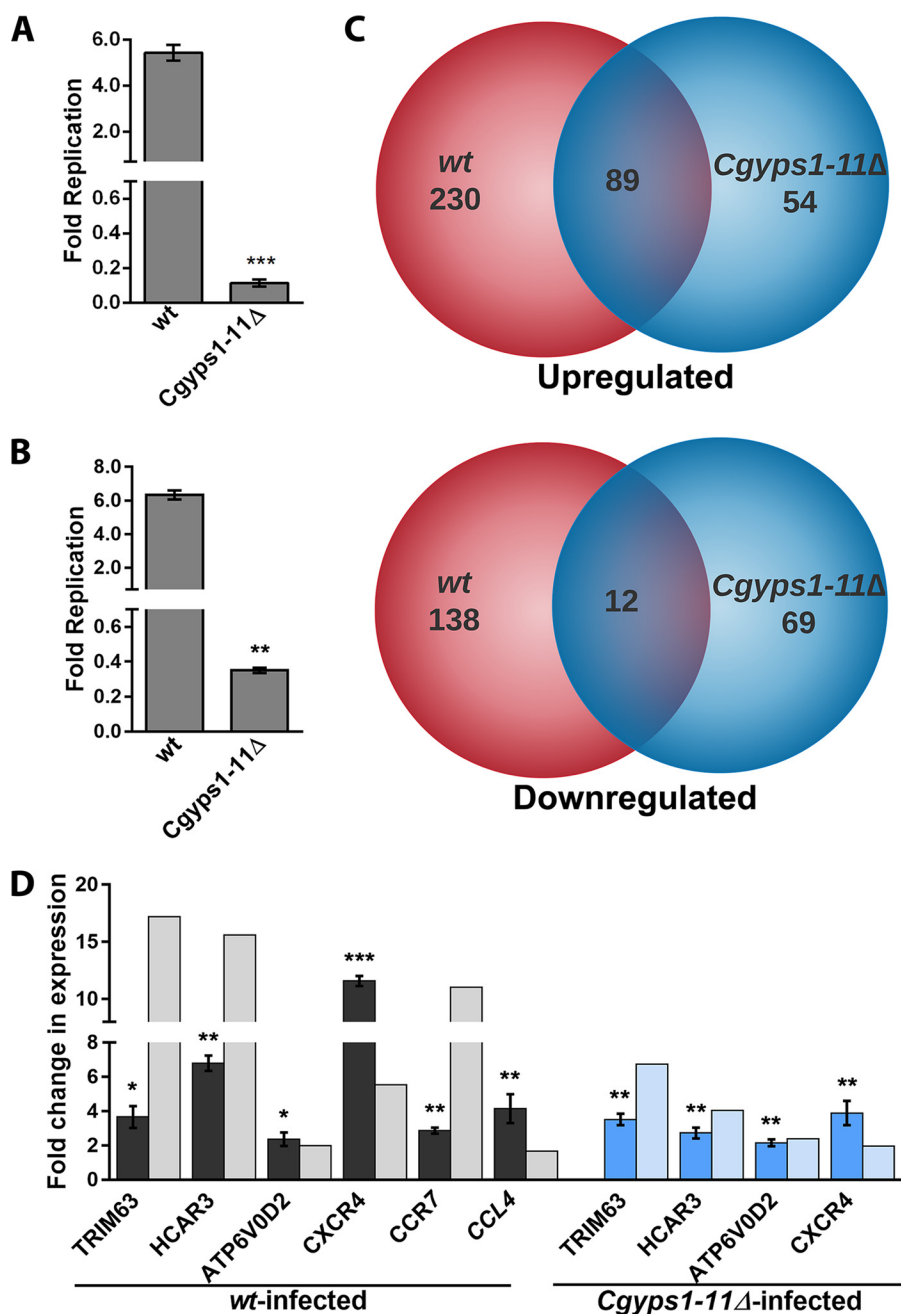 A
6.0
4.0
2.0
0.6
0.4
0.2
0.0
Fold Replication
***
wt
Cgyps1-11Δ
B
8.0
6.0
4.0
2.0
0.6
0.4
0.2
0.0
Fold Replication
**
wt
Cgyps1-11Δ
C
wt
230
89
Cgyps1-11Δ
54
Upregulated
wt
138
12
Cgyps1-11Δ
69
Downregulated
D
20
15
10
8
6
4
2
0
Fold change in expression
* ** * *** ** ** ** ** ** **
TRIM63 HCAR3 ATP6V0D2 CXCR4 CCR7 CCL4 TRIM63 HCAR3 ATP6V0D2 CXCR4
wt-infected Cgyps1-11Δ-infected